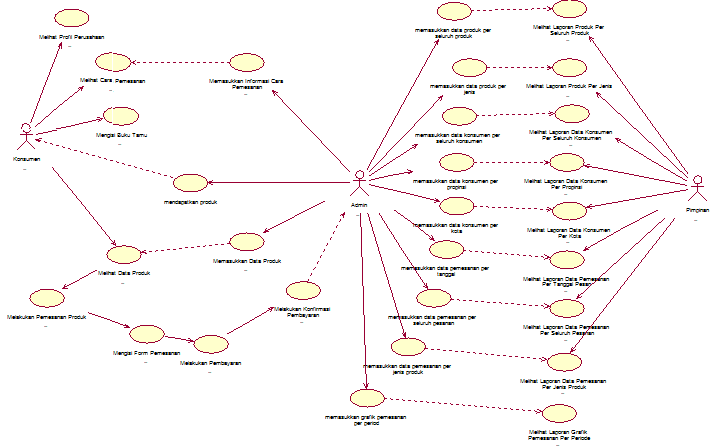 Melihat Profil Perusahaan
Melihat Cara Pemesanan
Memasukkan Informasi Cara
Pemesanan
Mengisi Buku Tamu
Konsumen
mendapatkan produk
Admin
Memasukkan Data Produk
Melihat Data Produk
Melakukan Pemesanan Produk
Mengisi Form Pemesanan
Melakukan Pembayaran
Melakukan Konfirmasi
Pembayaran
memasukkan data produk per
seluruh produk
memasukkan data produk per
jenis
memasukkan data konsumen per
seluruh konsumen
memasukkan data konsumen per
propinsi
memasukkan data konsumen per
kota
memasukkan data pemesanan per
tanggal
memasukkan data pemesanan per
seluruh pesanan
memasukkan data pemesanan per
jenis produk
memasukkan grafik pemesanan
per period
Melihat Laporan Produk Per
Seluruh Produk
Melihat Laporan Produk Per Jenis
Melihat Laporan Data Konsumen
Per Seluruh Konsumen
Melihat Laporan Data Konsumen
Per Propinsi
Melihat Laporan Data Konsumen
Per Kota
Melihat Laporan Data Pemesanan
Per Tanggal Pesan
Melihat Laporan Data Pemesanan
Per Seluruh Pesanan
Melihat Laporan Data Pemesanan
Per Jenis Produk
Melihat Laporan Grafik
Pemesanan Per Periode
Pimpinan